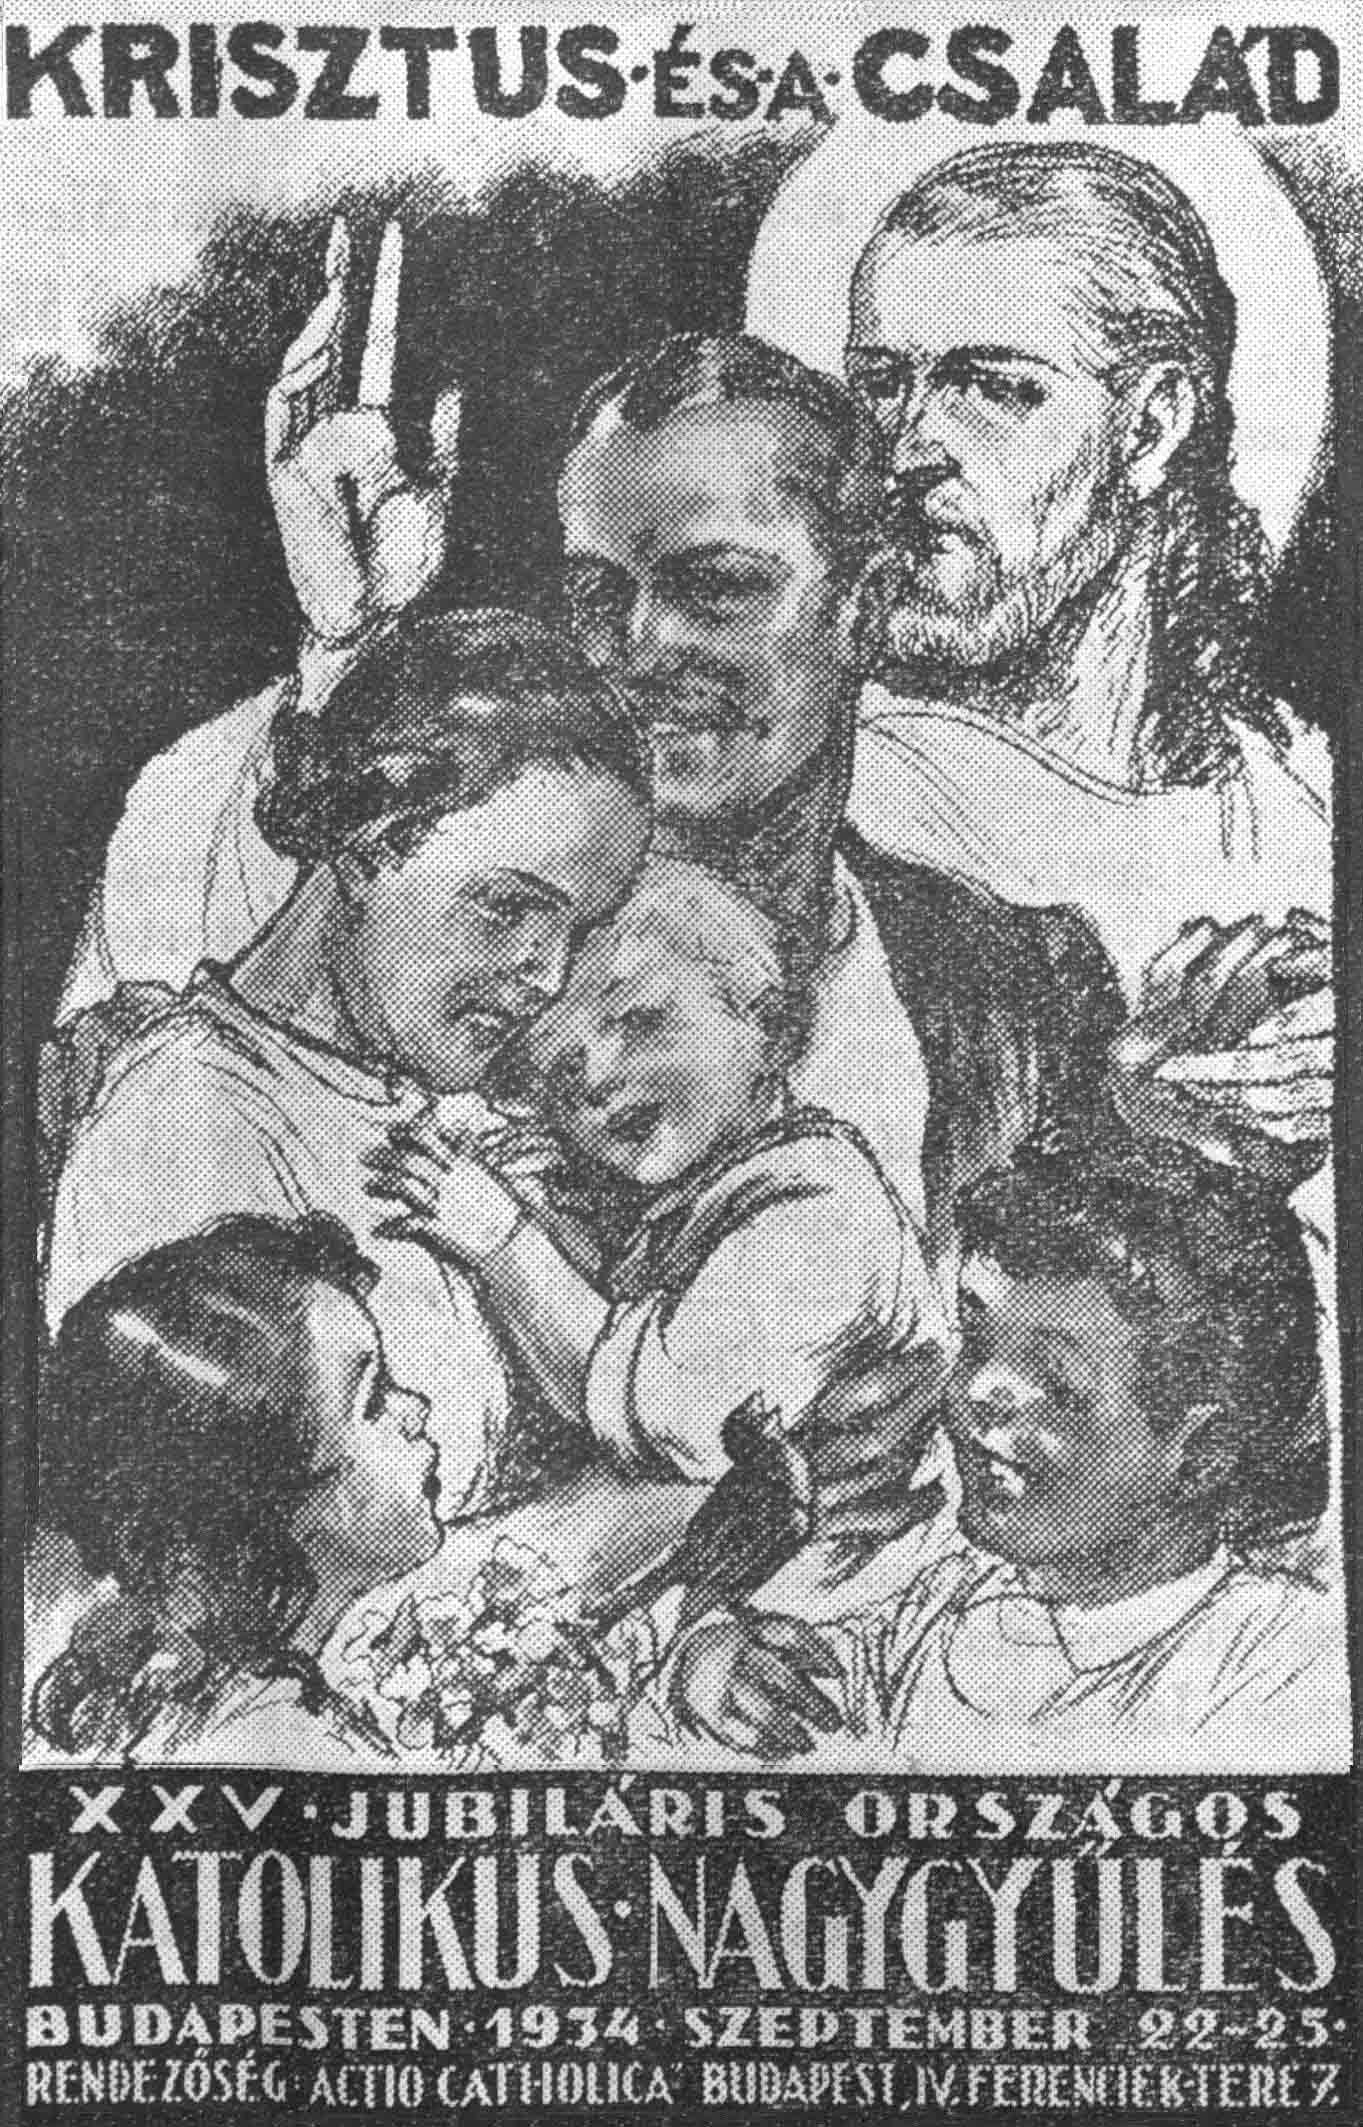 KRISZTUS·ÉS·A·CSALÁD
XXV·JUBILÁRIS ORSZÁGOS
KATOLIKUS·NAGYGYŰLÉS
BUDAPESTEN·1934·SZEPTEMBER 22-25·
RENDEZŐSÉG·ACTIO CATHOLICA" BUDAPEST, IV. FERENCIEK-TERE 7.